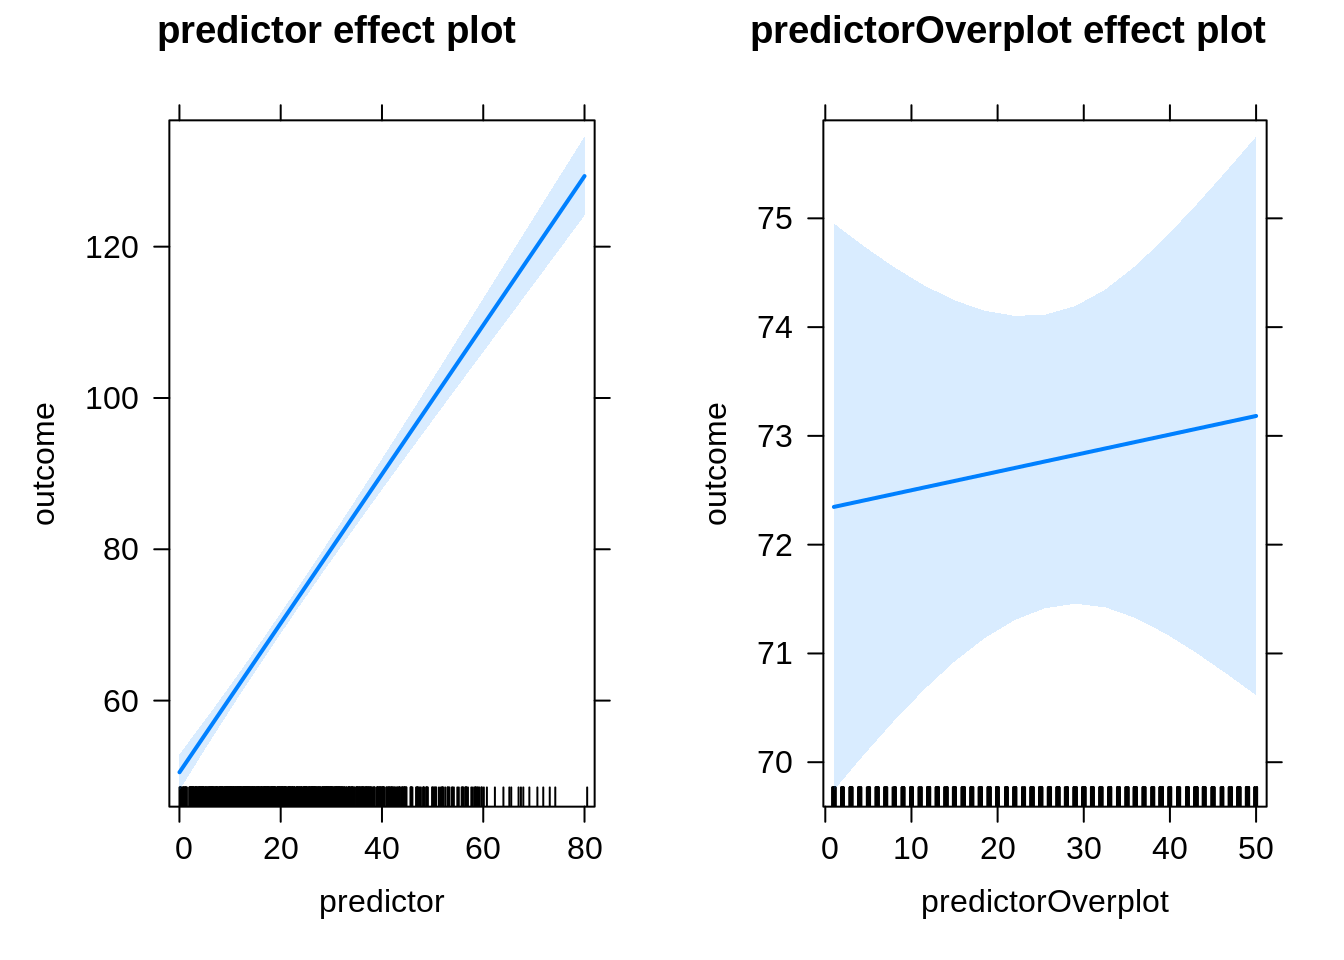 predictor effect plot
outcome
120
100
80
60
0 20 40 60 80
predictor
predictorOverplot effect plot
outcome
75
74
73
72
71
70
0 10 20 30 40 50
predictorOverplot